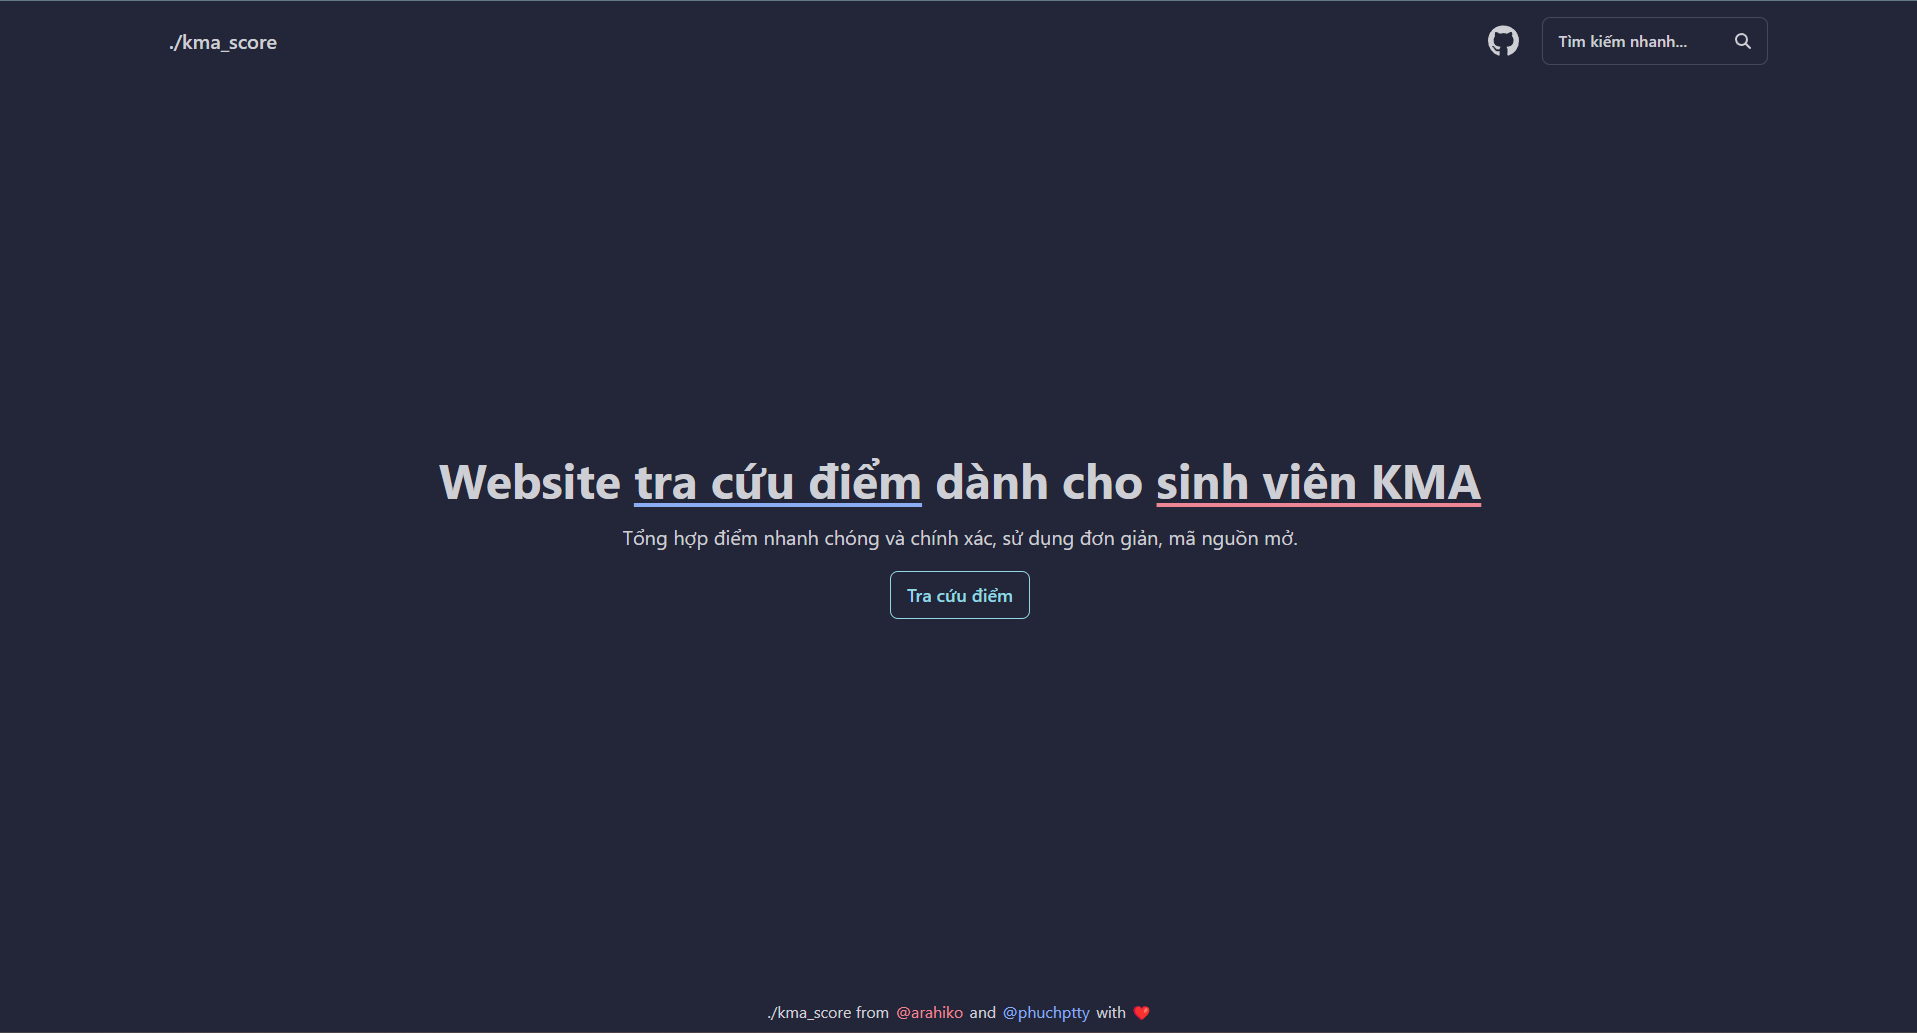 ./kma_score
Tìm kiếm nhanh...
Website tra cứu điểm dành cho sinh viên KMA
Tổng hợp điểm nhanh chóng và chính xác, sử dụng đơn giản, mã nguồn mở.
Tra cứu điểm
./kma_score from @arahiko and @phuchptty with ❤️